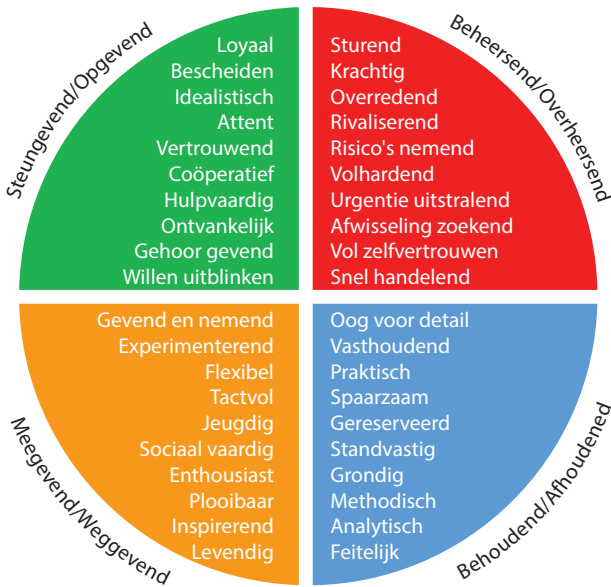 Steungevend/Opgevend
Loyaal
Bescheiden
Idealistisch
Attent
Vertrouwend
Coöperatief
Hulpvaardig
Ontvankelijk
Gehoor gevend
Willen uitblinken
Beheersend/Overheersend
Sturend
Krachtig
Overredend
Rivaliserend
Risico's nemend
Volhardend
Urgentie uitstralend
Afwisseling zoekend
Vol zelfvertrouwen
Snel handelend
Meegevend/Weggevend
Gevend en nemend
Experimenterend
Flexibel
Tactvol
Jeugdig
Sociaal vaardig
Enthousiast
Plooibaar
Inspirerend
Levendig
Behoudend/Afhoudened
Oog voor detail
Vasthoudend
Praktisch
Spaarzaam
Gereserveerd
Standvastig
Grondig
Methodisch
Analytisch
Feitelijk